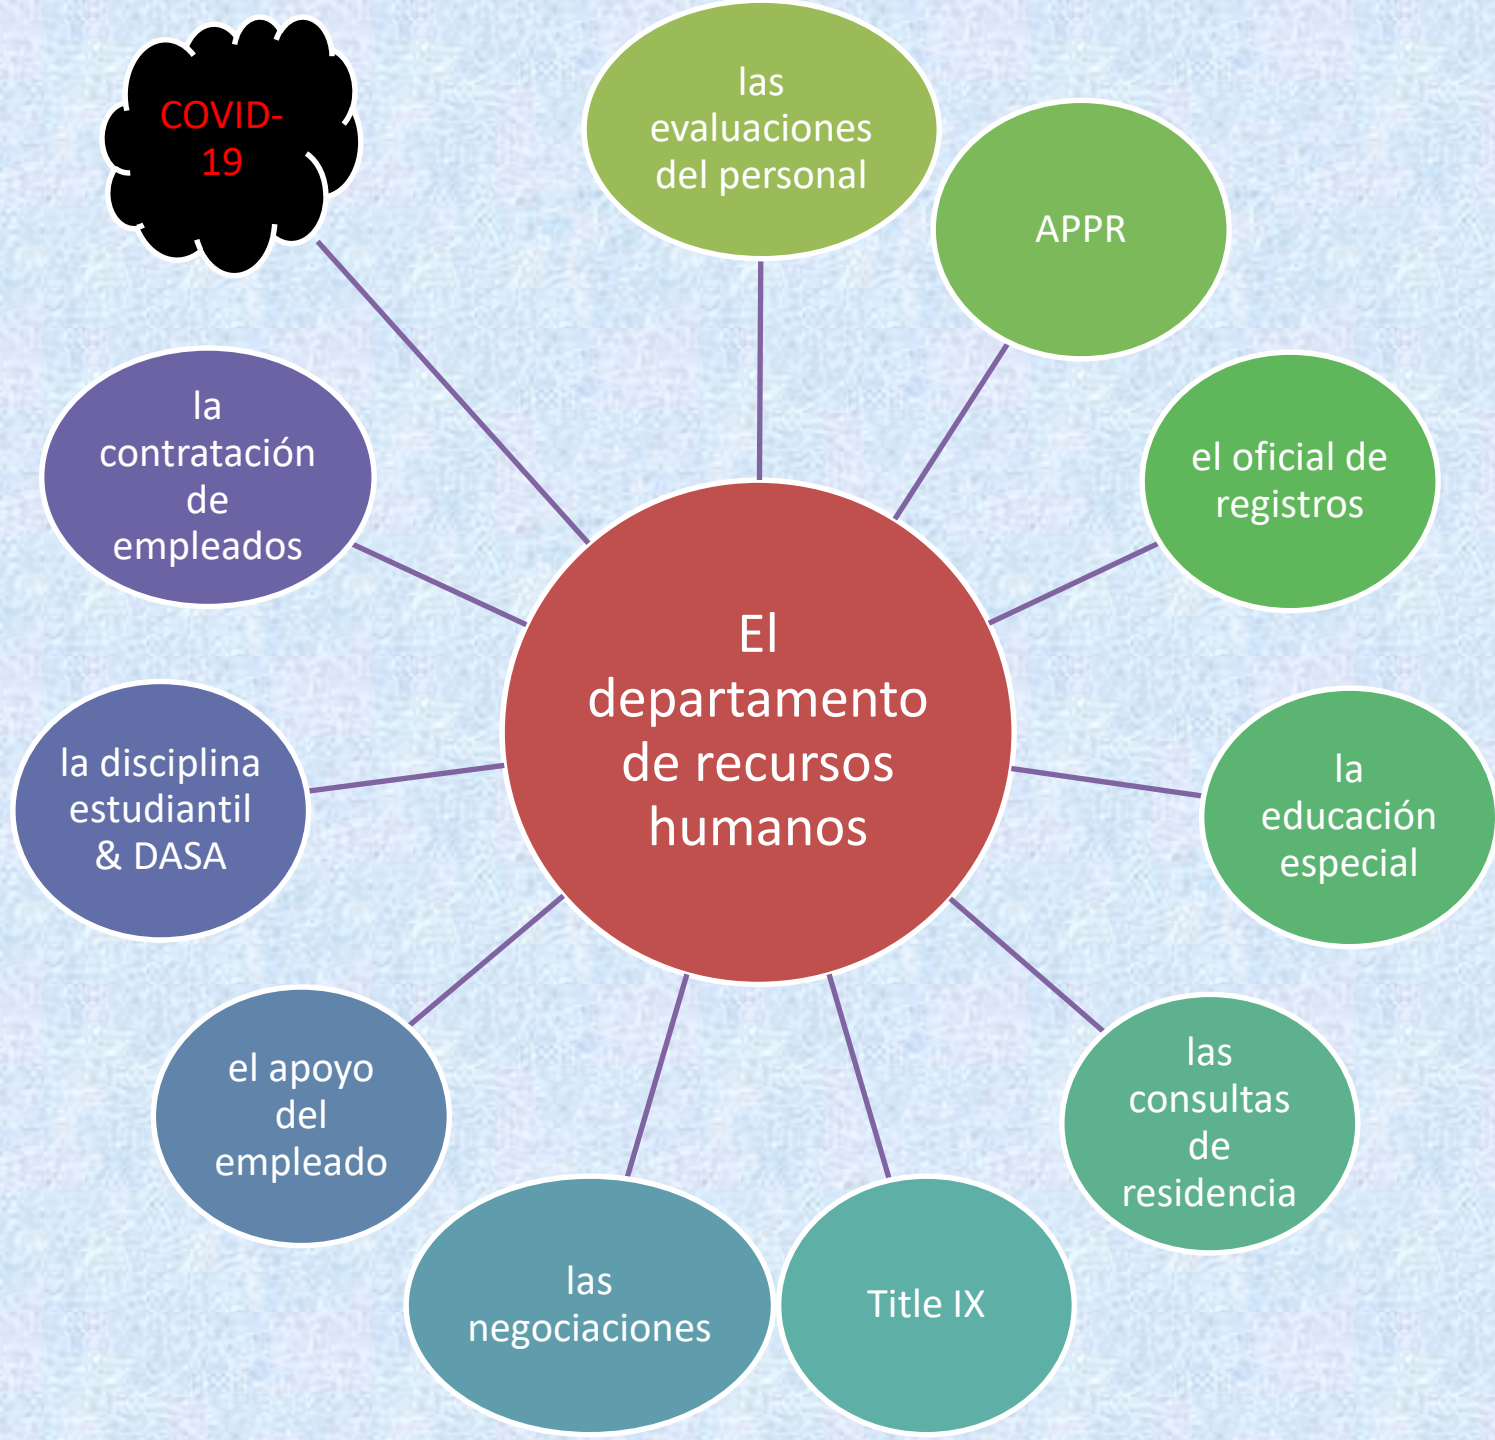 COVID-
19
las
evaluaciones
del personal
APPR
el oficial de
registros
la
educación
especial
las
consultas
de
residencia
Title IX
las
negociaciones
el apoyo
del
empleado
la disciplina
estudiantil
& DASA
la
contratación
de
empleados
El
departamento
de recursos
humanos